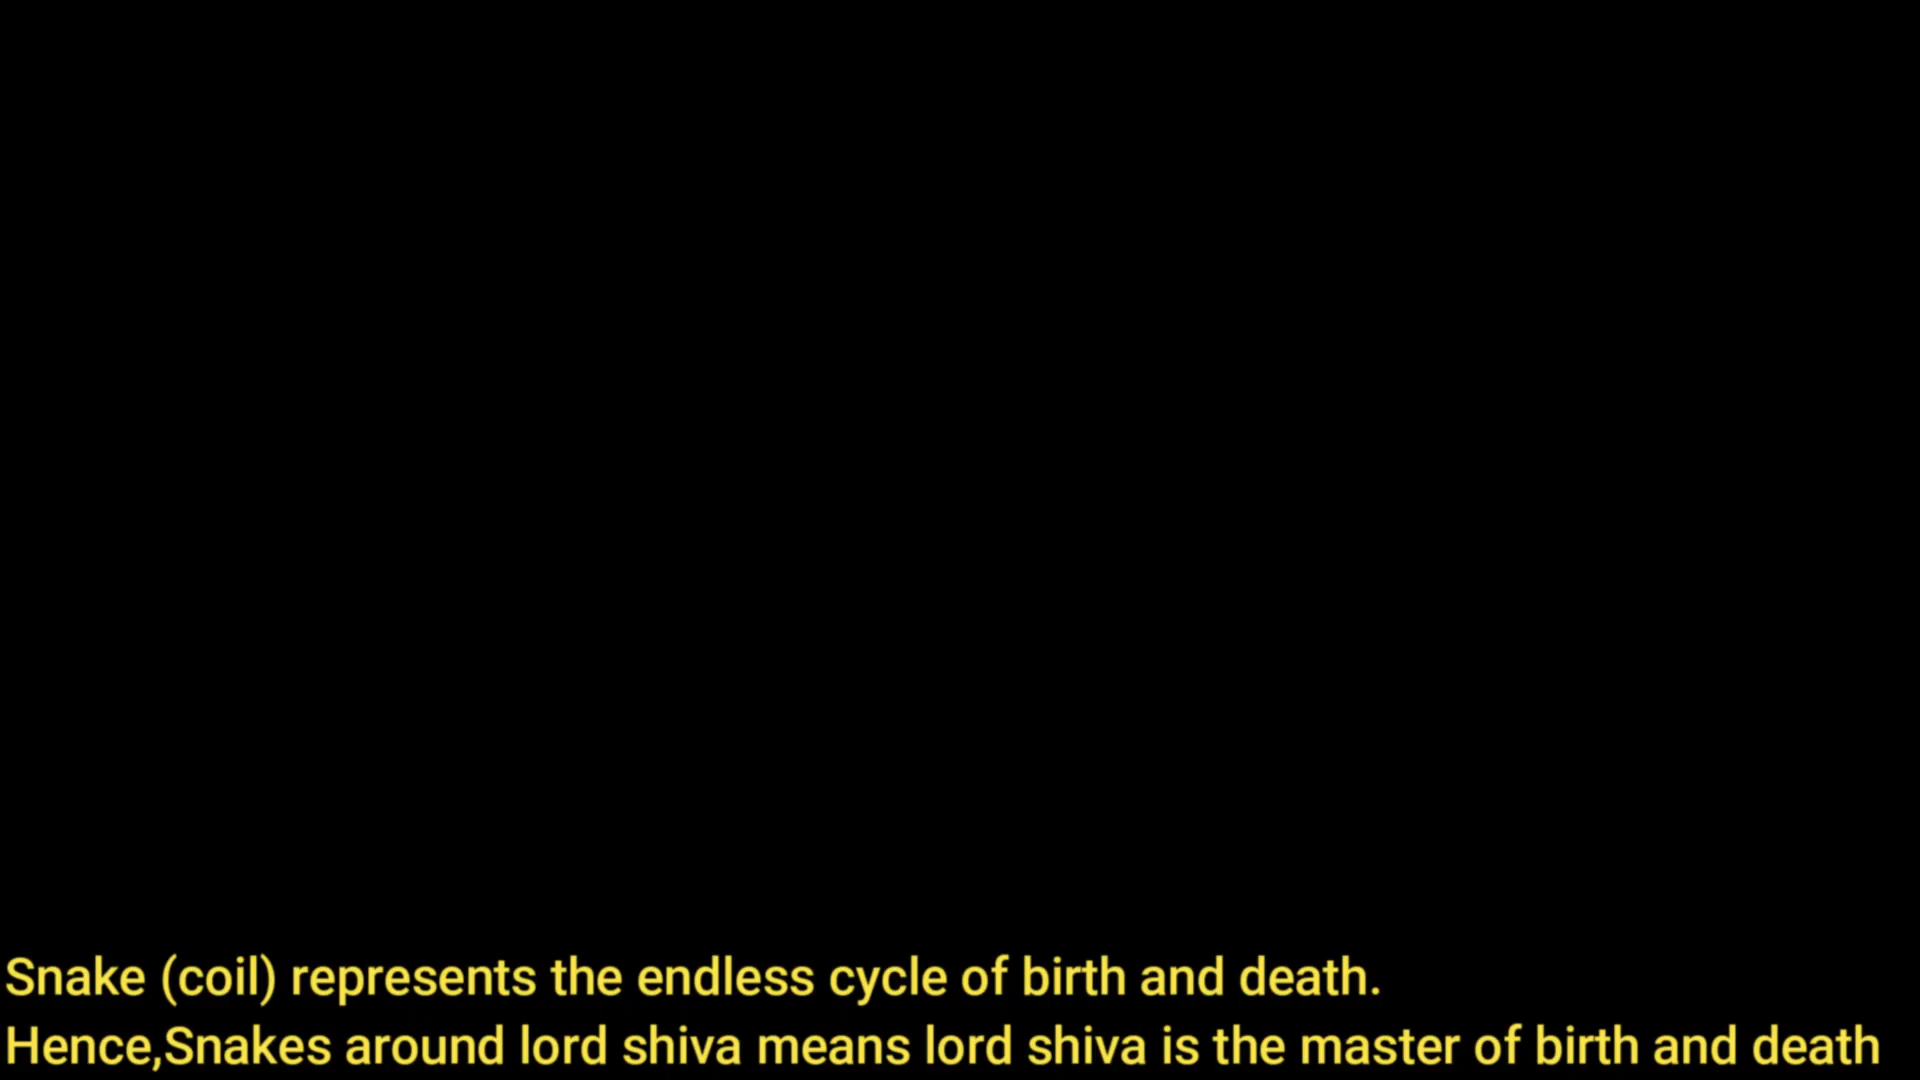 Snake (coil) represents the endless cycle of birth and death.
Hence,Snakes around lord shiva means lord shiva is the master of birth and death